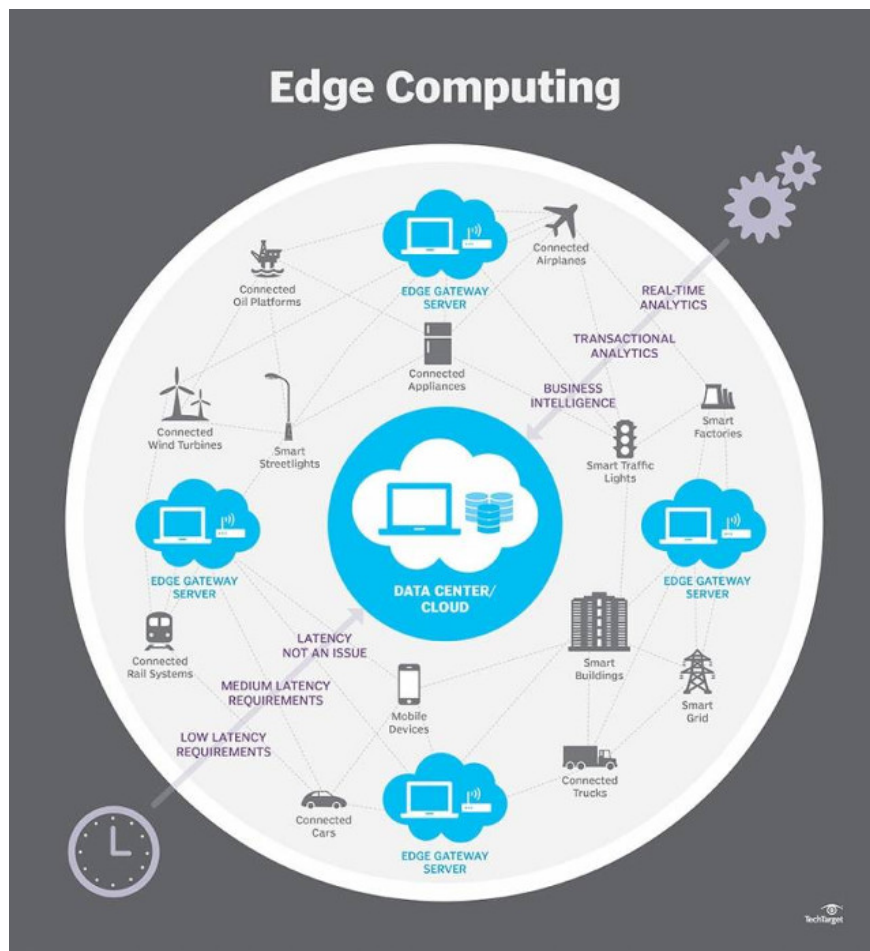 Edge Computing
Connected
Airplanes
Connected
Oil Platforms
EDGE GATEWAY
SERVER
REAL-TIME
ANALYTICS
TRANSACTIONAL
ANALYTICS
Connected
Appliances
BUSINESS
INTELLIGENCE
Connected
Wind Turbines
Smart
Streetlights
Smart
Factories
Smart Traffic
Lights
EDGE GATEWAY
SERVER
DATA CENTER/
CLOUD
EDGE GATEWAY
SERVER
LATENCY
NOT AN ISSUE
Connected
Rail Systems
Smart
Buildings
MEDIUM LATENCY
REQUIREMENTS
Mobile
Devices
Smart
Grid
LOW LATENCY
REQUIREMENTS
Connected
Trucks
Connected
Cars
EDGE GATEWAY
SERVER
TechTarget